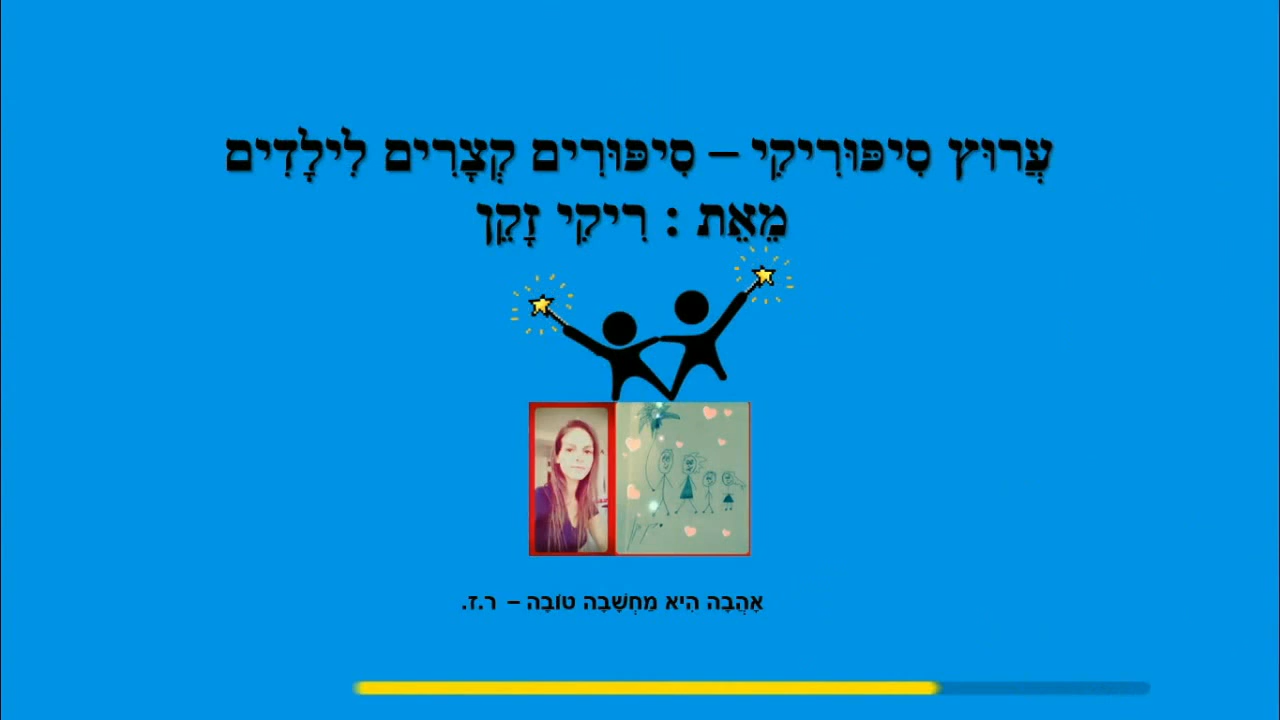 עֲרוּץ סִיפּוּרִיקִי – סִיפּוּרִים קְצָרִים לִילָדִים
מֵאֵת : רִיקִי זָקֵן
אַהֲבָה הִיא מַחְשָׁבָה טוֹבָה – ר.ז.